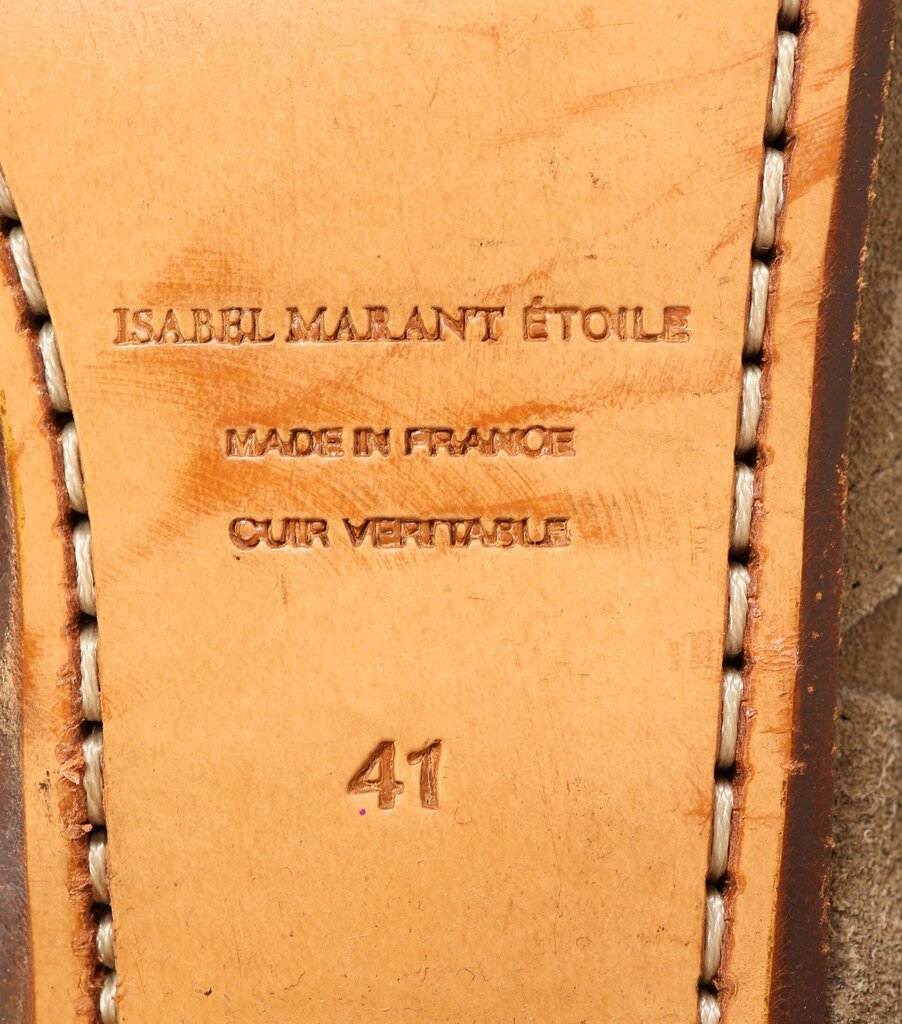 ISABEL MARANT ÉTOILE
MADE IN FRANCE
CUIR VERITABLE
41